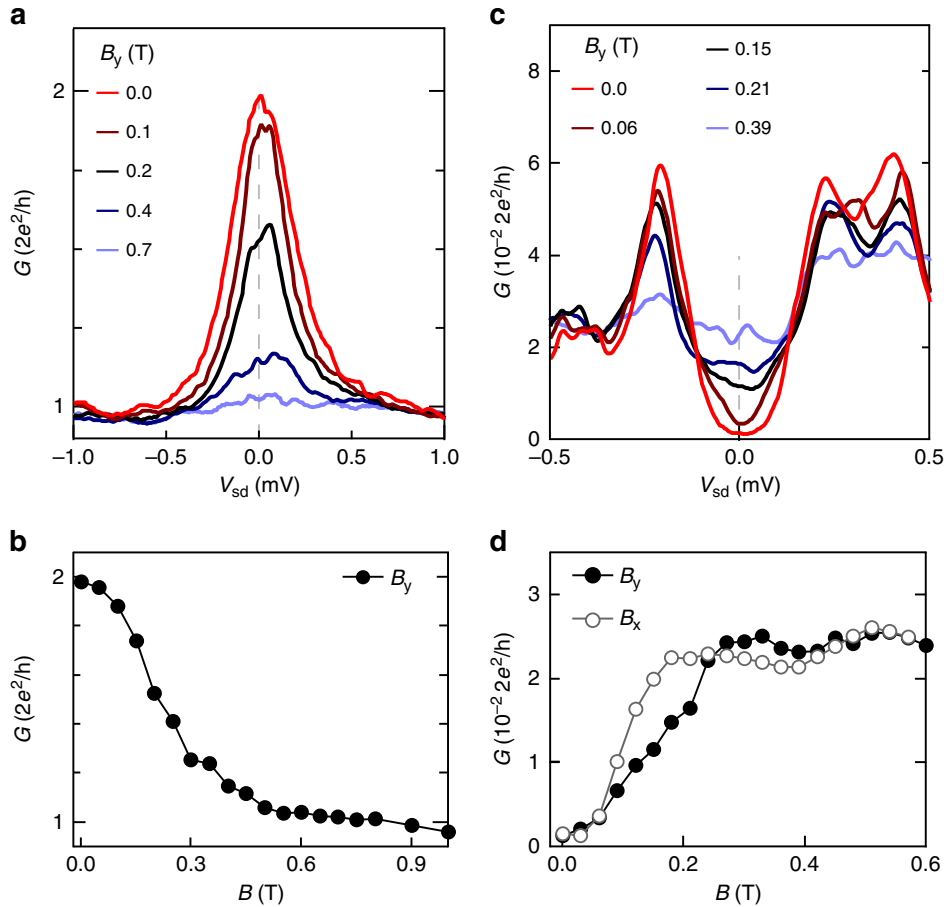 a
B_y (T)
0.0
0.1
0.2
0.4
0.7
G (2e²/h)
2
1
−1.0
−0.5
0.0
0.5
1.0
V_sd (mV)
c
B_y (T)
0.0
0.06
0.15
0.21
0.39
G (10⁻² 2e²/h)
8
6
4
2
0
−0.5
0.0
0.5
V_sd (mV)
b
B_y
G (2e²/h)
2
1
0.0
0.3
0.6
0.9
B (T)
d
B_y
B_x
G (10⁻² 2e²/h)
3
2
1
0
0.0
0.2
0.4
0.6
B (T)